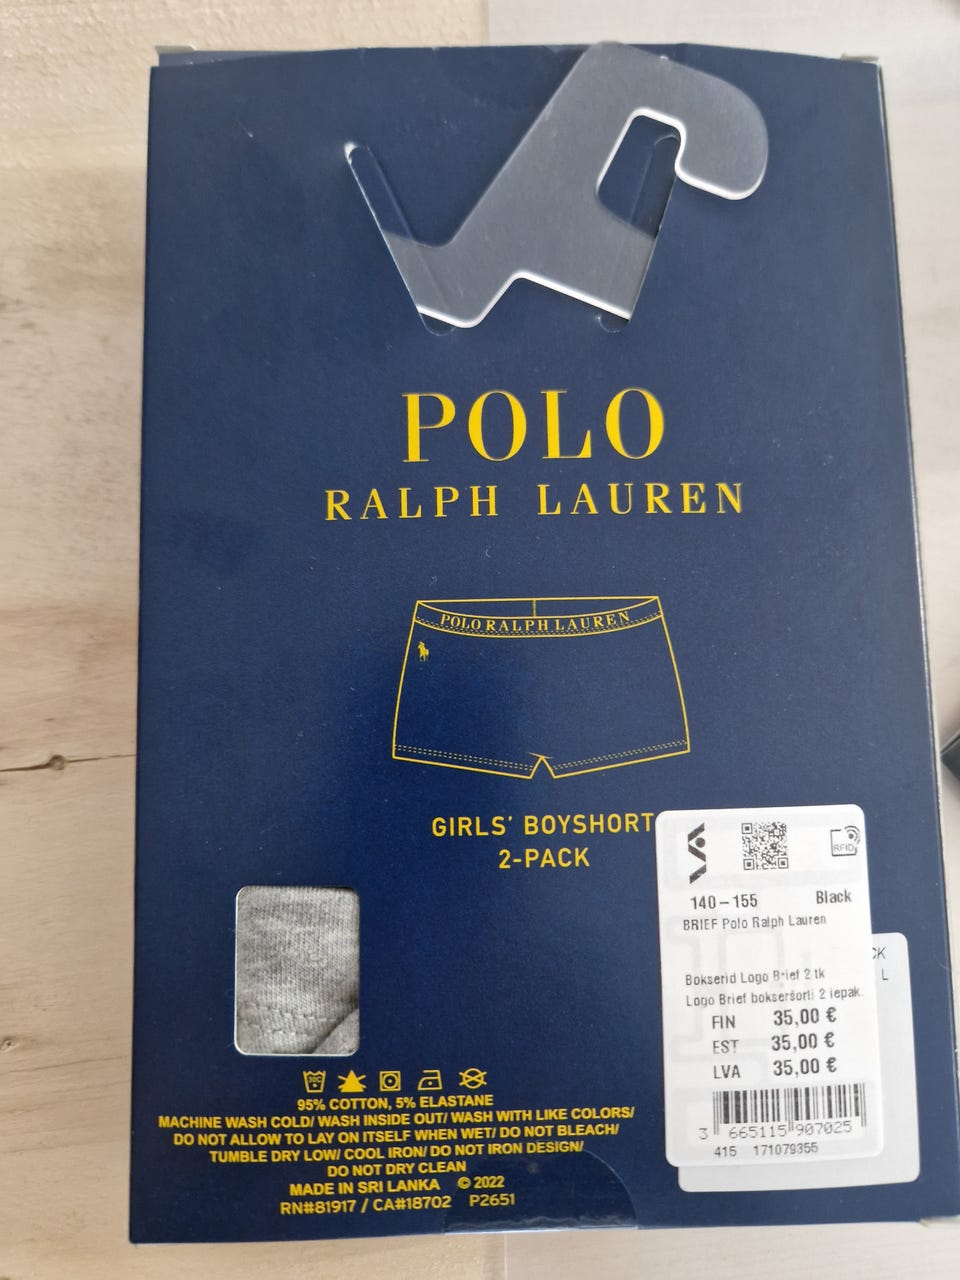 POLO
RALPH LAUREN
POLO RALPH LAUREN
GIRLS' BOYSHORT
2-PACK
RFID
140-155 Black
BRIEF Polo Ralph Lauren
CK
L
Bokserid Logo Brief 2 tk
Logo Brief bokseršorti 2 iepak.
FIN 35,00 €
EST 35,00 €
LVA 35,00 €
3 665115 907025
415 171079355
30C
95% COTTON, 5% ELASTANE
MACHINE WASH COLD/ WASH INSIDE OUT/ WASH WITH LIKE COLORS/
DO NOT ALLOW TO LAY ON ITSELF WHEN WET/ DO NOT BLEACH/
TUMBLE DRY LOW/ COOL IRON/ DO NOT IRON DESIGN/
DO NOT DRY CLEAN
MADE IN SRI LANKA © 2022
RN#81917 / CA#18702 P2651